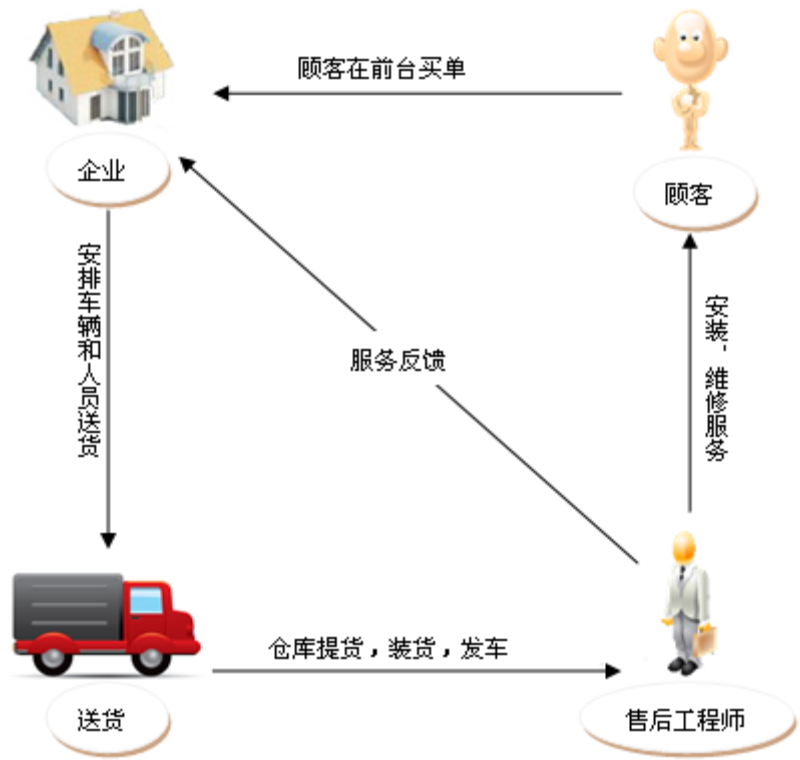 顾客在前台买单
企业
顾客
安排车辆和人员送货
安装,维修服务
服务反馈
仓库提货，装货，发车
送货
售后工程师